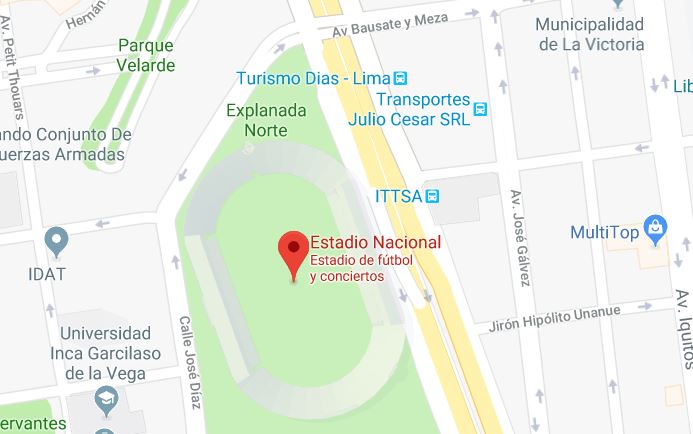 Hernán
Av Bausate y Meza
Municipalidad
de La Victoria
Av. Petit Thouars
Parque
Velarde
Turismo Dias - Lima
Transportes
Julio Cesar SRL
Explanada
Norte
ando Conjunto De
uerzas Armadas
ITTSA
Av. José Gálvez
MultiTop
Estadio Nacional
Estadio de fútbol
y conciertos
IDAT
Av. Iquitos
Jirón Hipólito Unanue
Calle José Díaz
Universidad
Inca Garcilaso
de la Vega
ervantes
Lib